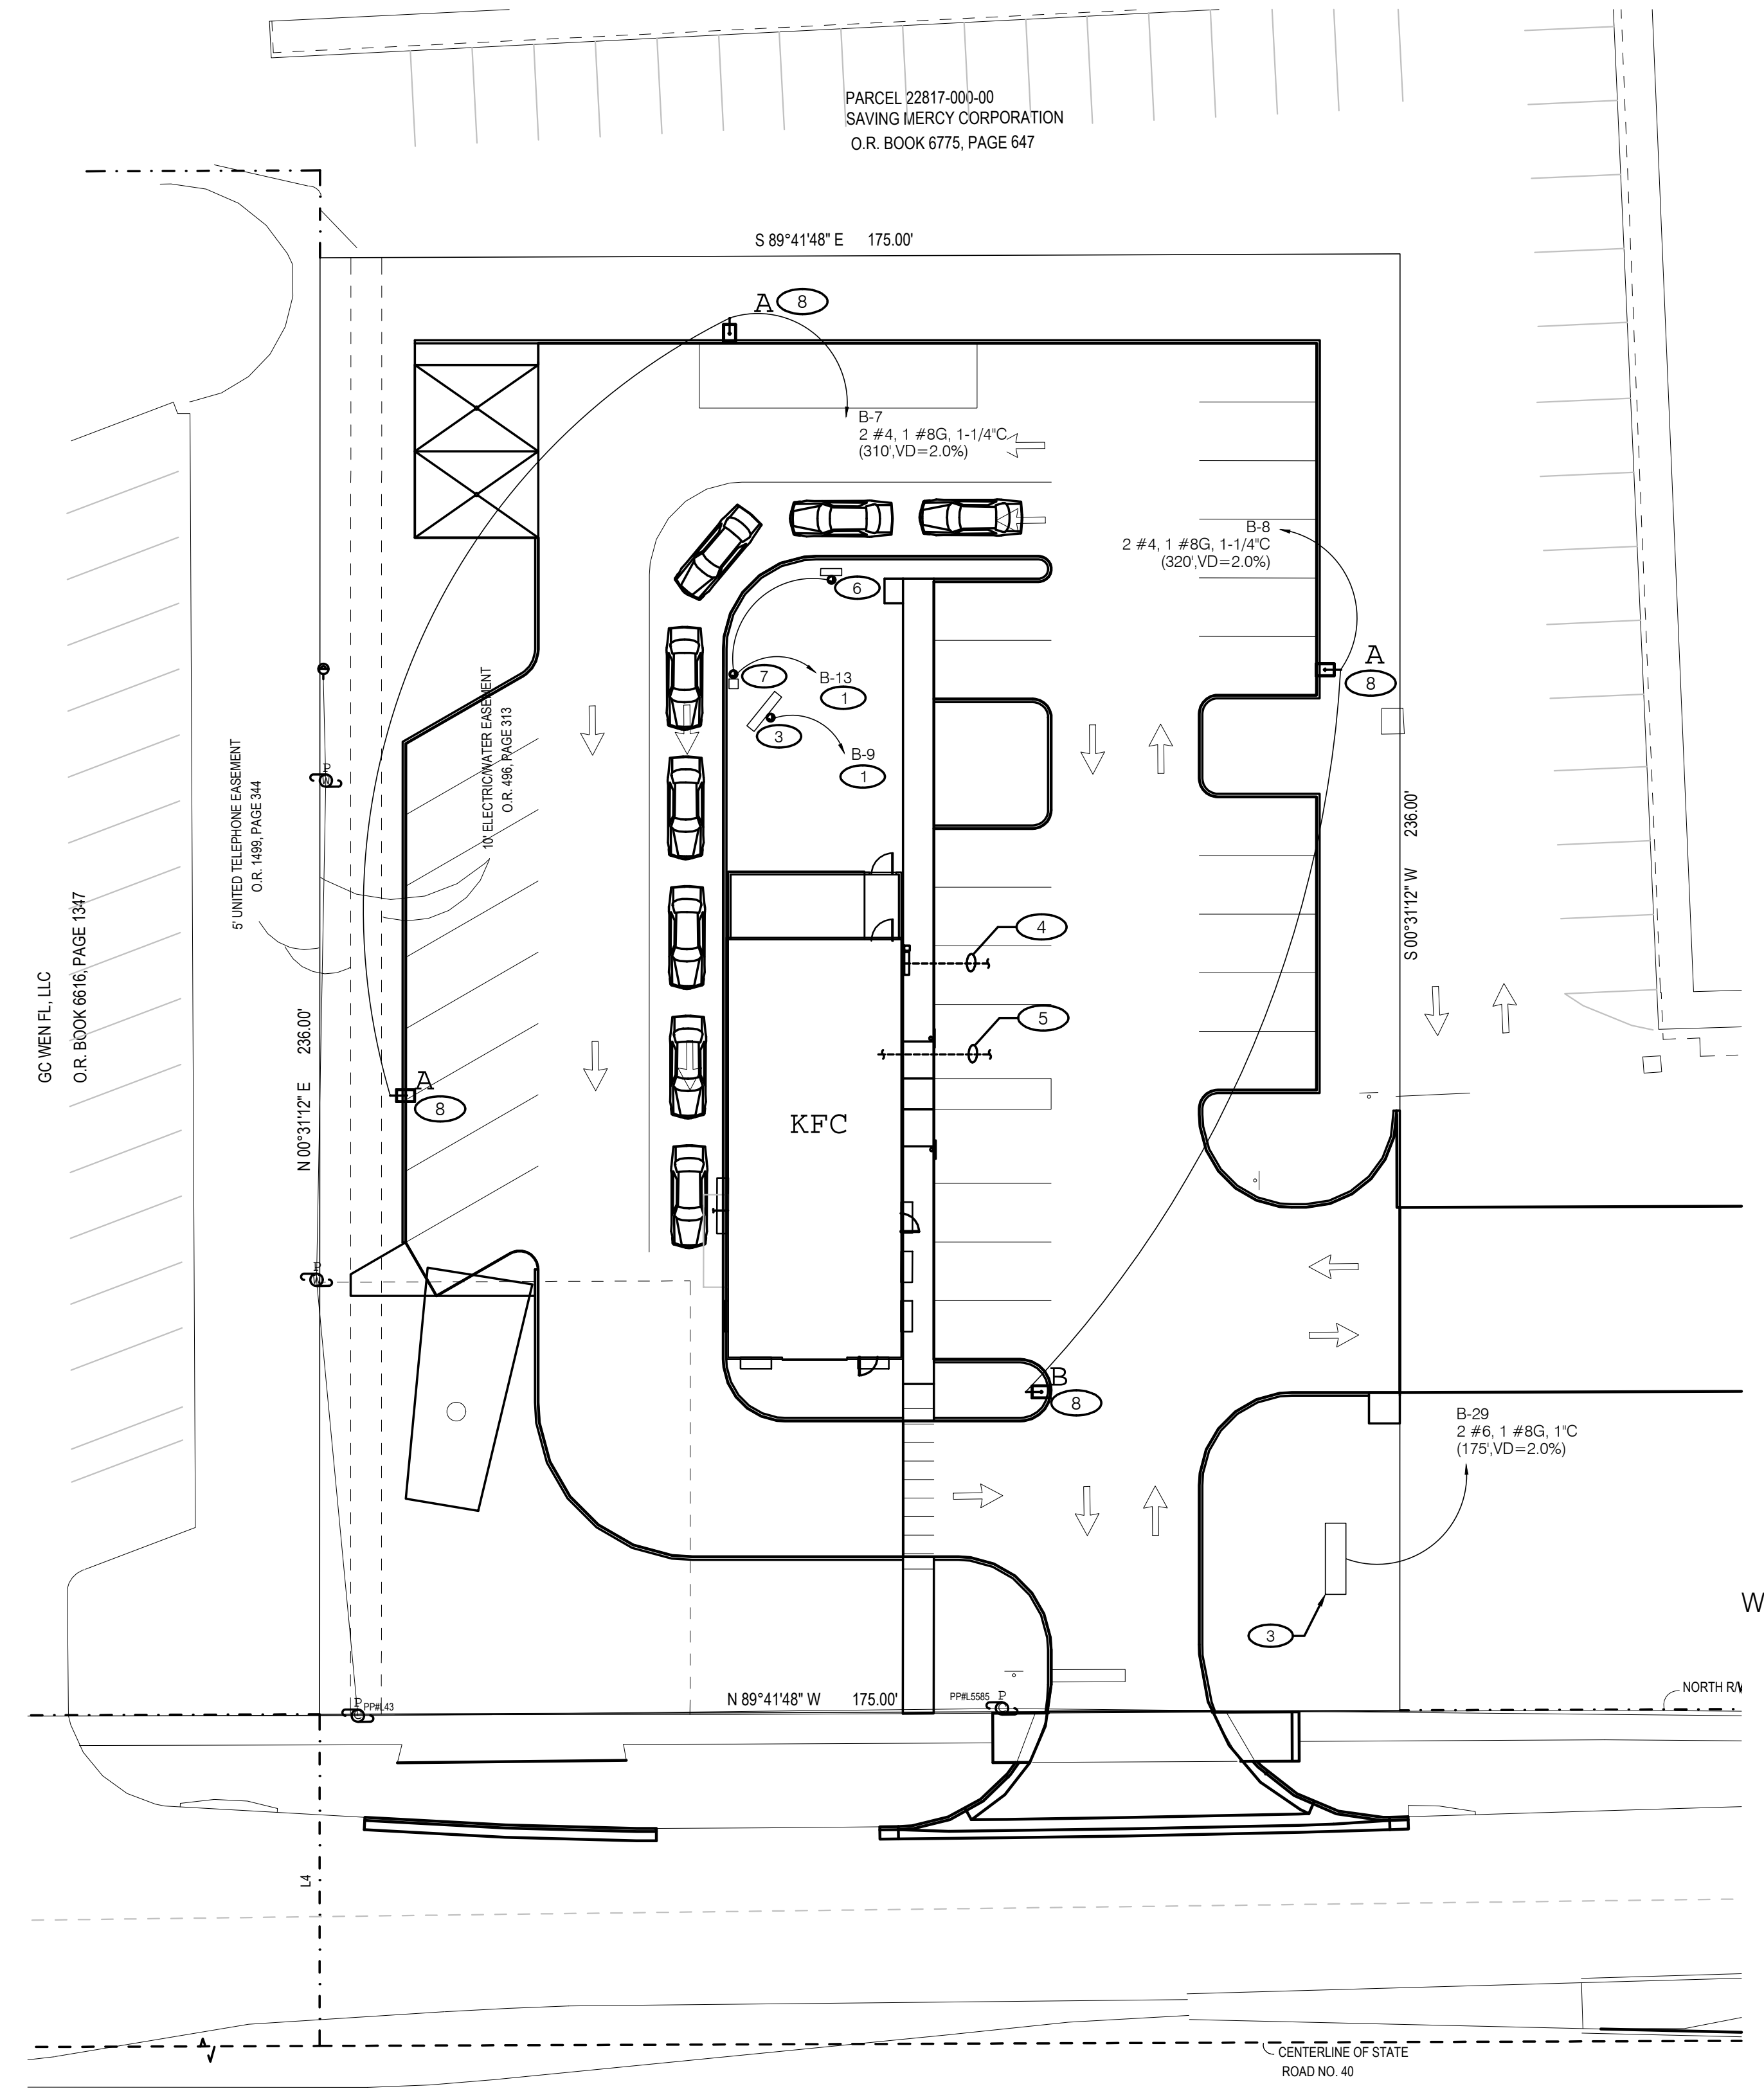 PARCEL 22817-000-00
SAVING MERCY CORPORATION
O.R. BOOK 6775, PAGE 647
S 89°41'48" E 175.00'
A 8
B-7
2 #4, 1 #8G, 1-1/4"C
(310',VD=2.0%)
B-8
2 #4, 1 #8G, 1-1/4"C
(320',VD=2.0%)
6
A
8
7
B-13
1
3
B-9
1
5' UNITED TELEPHONE EASEMENT
O.R. 1499, PAGE 344
10' ELECTRIC/WATER EASEMENT
O.R. 496, PAGE 313
P
W
GC WEN FL, LLC
O.R. BOOK 6616, PAGE 1347
N 00°31'12" E 236.00'
S 00°31'12" W 236.00'
4
5
A
8
KFC
P
W
B
8
B-29
2 #6, 1 #8G, 1"C
(175',VD=2.0%)
3
W
P
PP#L43
N 89°41'48" W 175.00'
PP#L5585
P
NORTH R/W
L4
CENTERLINE OF STATE
ROAD NO. 40